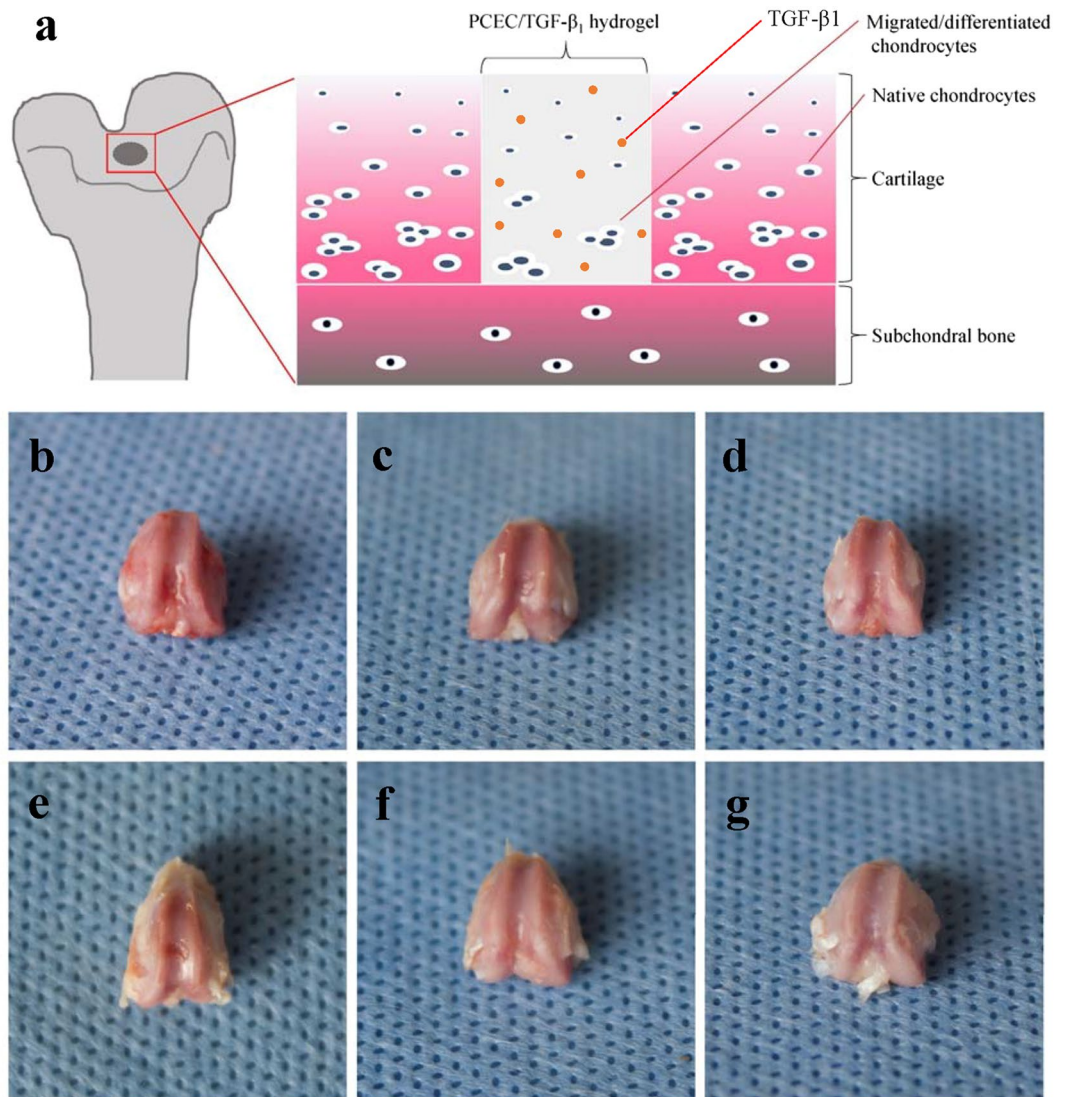 a
PCEC/TGF-β₁ hydrogel
TGF-β1
Migrated/differentiated
chondrocytes
Native chondrocytes
Cartilage
Subchondral bone
b
c
d
e
f
g